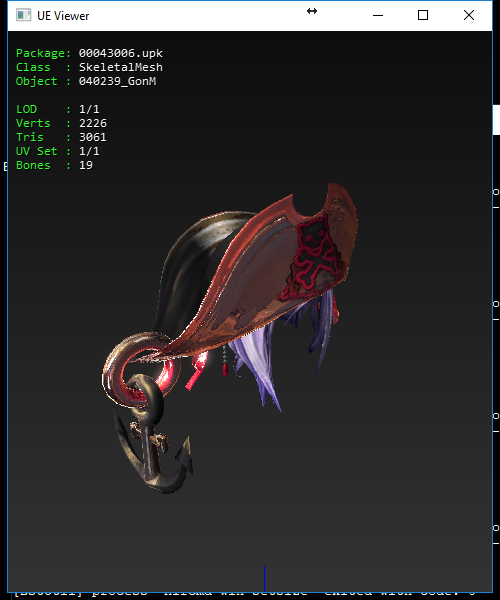 UE Viewer
Package: 00043006.upk
Class : SkeletalMesh
Object : 040239_GonM
LOD : 1/1
Verts : 2226
Tris : 3061
UV Set : 1/1
Bones : 19